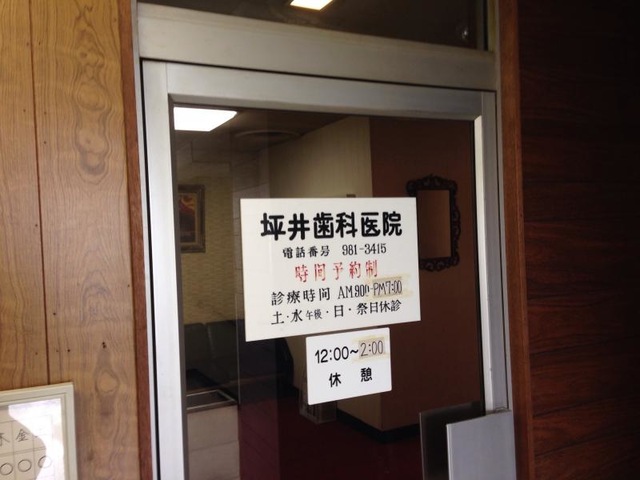 坪井歯科医院
電話番号 981-3415
時間予約制
診療時間 AM9:00-PM7:00
土・水午後・日・祭日休診
12:00～2:00
休憩
木 金
○○○